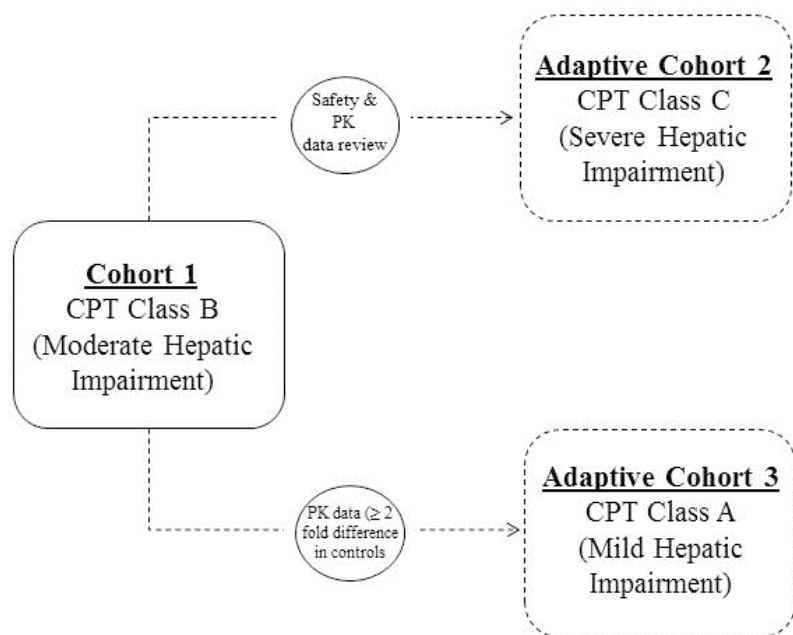 Safety &
PK
data review
Adaptive Cohort 2
CPT Class C
(Severe Hepatic
Impairment)
Cohort 1
CPT Class B
(Moderate Hepatic
Impairment)
PK data (≥ 2
fold difference
in controls
Adaptive Cohort 3
CPT Class A
(Mild Hepatic
Impairment)